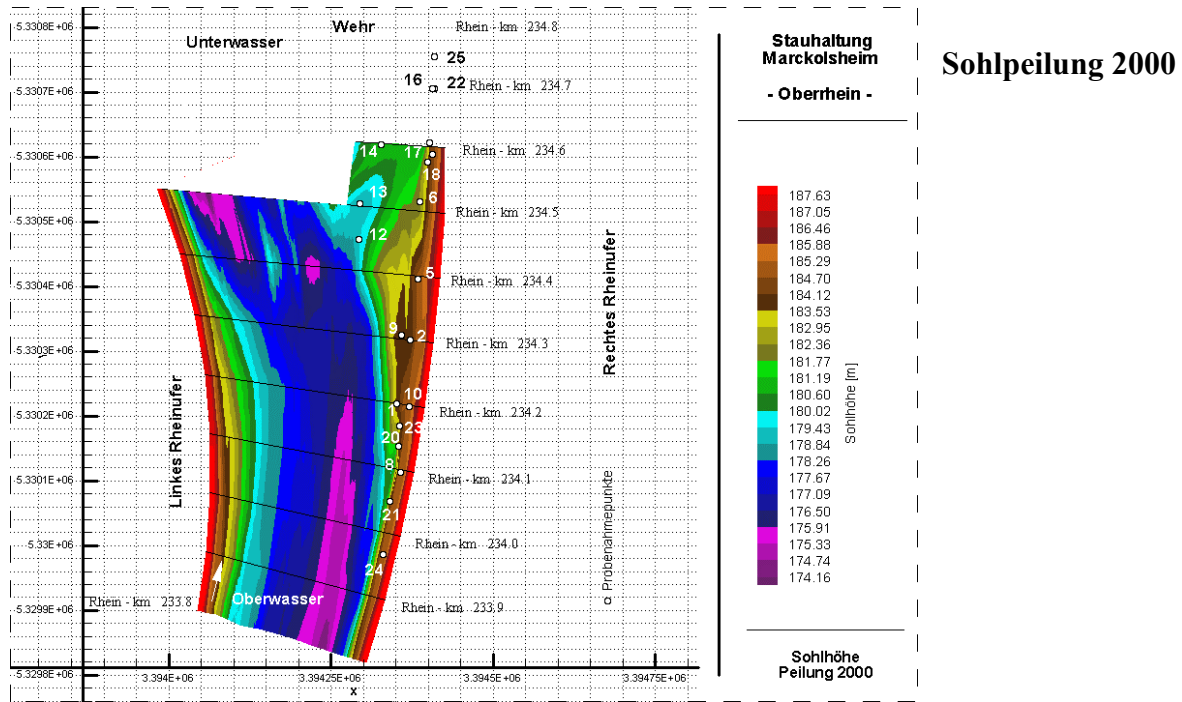 Sohlpeilung 2000
Wehr
Unterwasser
Rhein - km 234.8
25
16
22
Rhein - km 234.7
14
17
Rhein - km 234.6
18
13
6
Rhein - km 234.5
12
5
Rhein - km 234.4
9
2
Rhein - km 234.3
10
1
Rhein - km 234.2
23
20
8
Rhein - km 234.1
21
Rhein - km 234.0
24
Oberwasser
Rhein - km 233.9
Rhein - km 233.8
Linkes Rheinufer
Rechtes Rheinufer
Probenahmepunkte
5.3308E+06
5.3307E+06
5.3306E+06
5.3305E+06
5.3304E+06
5.3303E+06
5.3302E+06
5.3301E+06
5.33E+06
5.3299E+06
5.3298E+06
3.394E+06
3.39425E+06
3.3945E+06
3.39475E+06
x
Stauhaltung
Marckolsheim
- Oberrhein -
187.63
187.05
186.46
185.88
185.29
184.70
184.12
183.53
182.95
182.36
181.77
181.19
180.60
180.02
179.43
178.84
178.26
177.67
177.09
176.50
175.91
175.33
174.74
174.16
Sohlhöhe [m]
Sohlhöhe
Peilung 2000